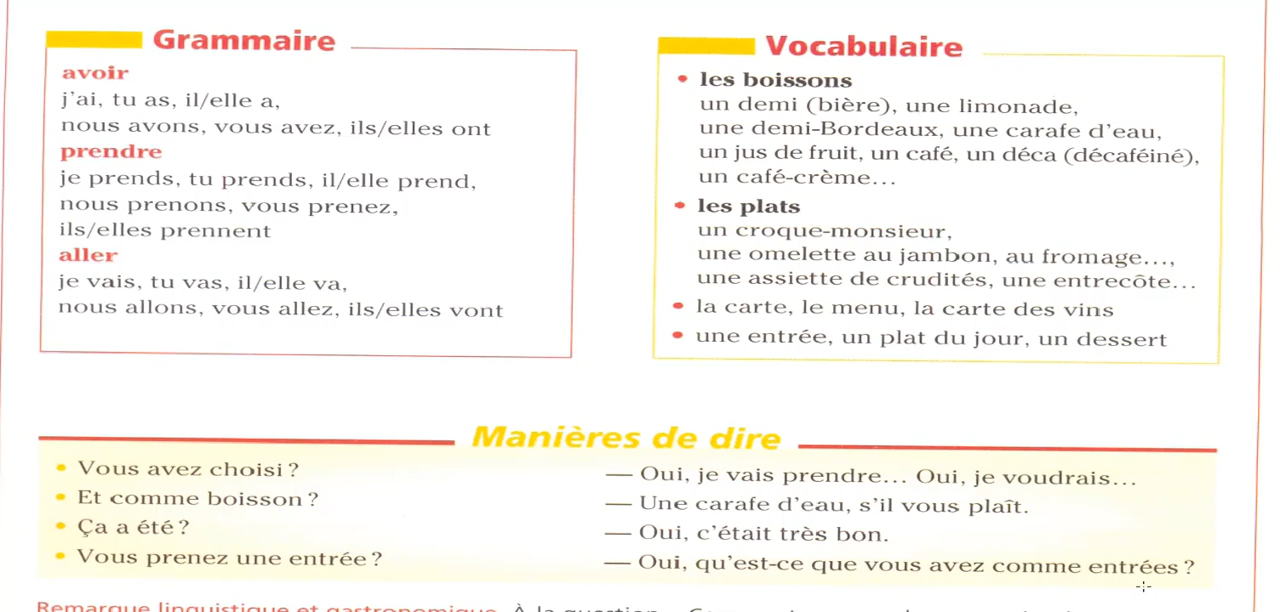 Grammaire
avoir
j'ai, tu as, il/elle a,
nous avons, vous avez, ils/elles ont
prendre
je prends, tu prends, il/elle prend,
nous prenons, vous prenez,
ils/elles prennent
aller
je vais, tu vas, il/elle va,
nous allons, vous allez, ils/elles vont
Vocabulaire
• les boissons
un demi (bière), une limonade,
une demi-Bordeaux, une carafe d'eau,
un jus de fruit, un café, un déca (décaféiné),
un café-crème...
• les plats
un croque-monsieur,
une omelette au jambon, au fromage...,
une assiette de crudités, une entrecôte...
• la carte, le menu, la carte des vins
• une entrée, un plat du jour, un dessert
Manières de dire
• Vous avez choisi ? — Oui, je vais prendre... Oui, je voudrais...
• Et comme boisson ? — Une carafe d'eau, s'il vous plaît.
• Ça a été ? — Oui, c'était très bon.
• Vous prenez une entrée ? — Oui, qu'est-ce que vous avez comme entrées ?
Remarque linguistique et gastronomique À la question